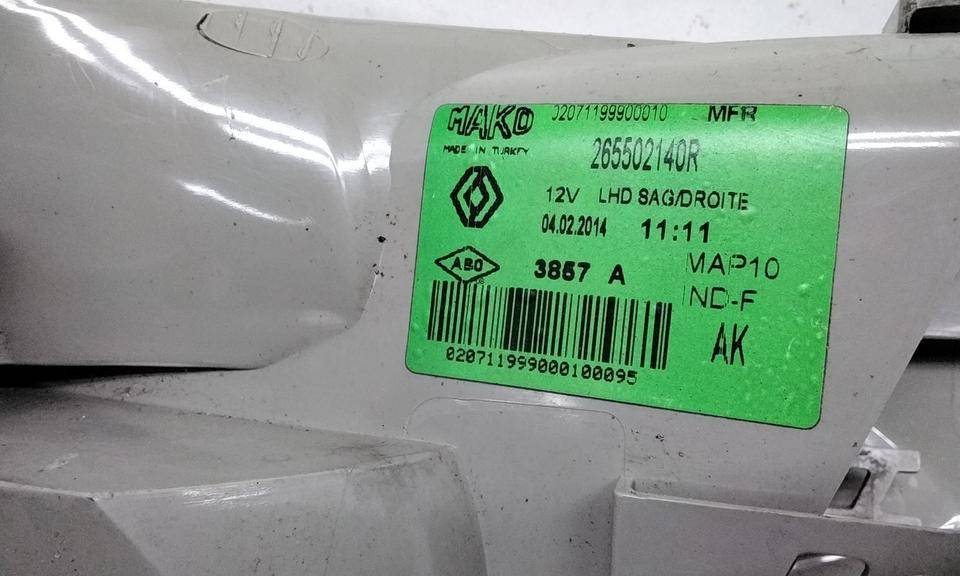 MAKO 02071199900010 MFR
MADE IN TURKEY
265502140R
12V LHD SAG/DROITE
04.02.2014 11:11
ABO 3857 A MAP10
IND-F
AK
020711999000100095